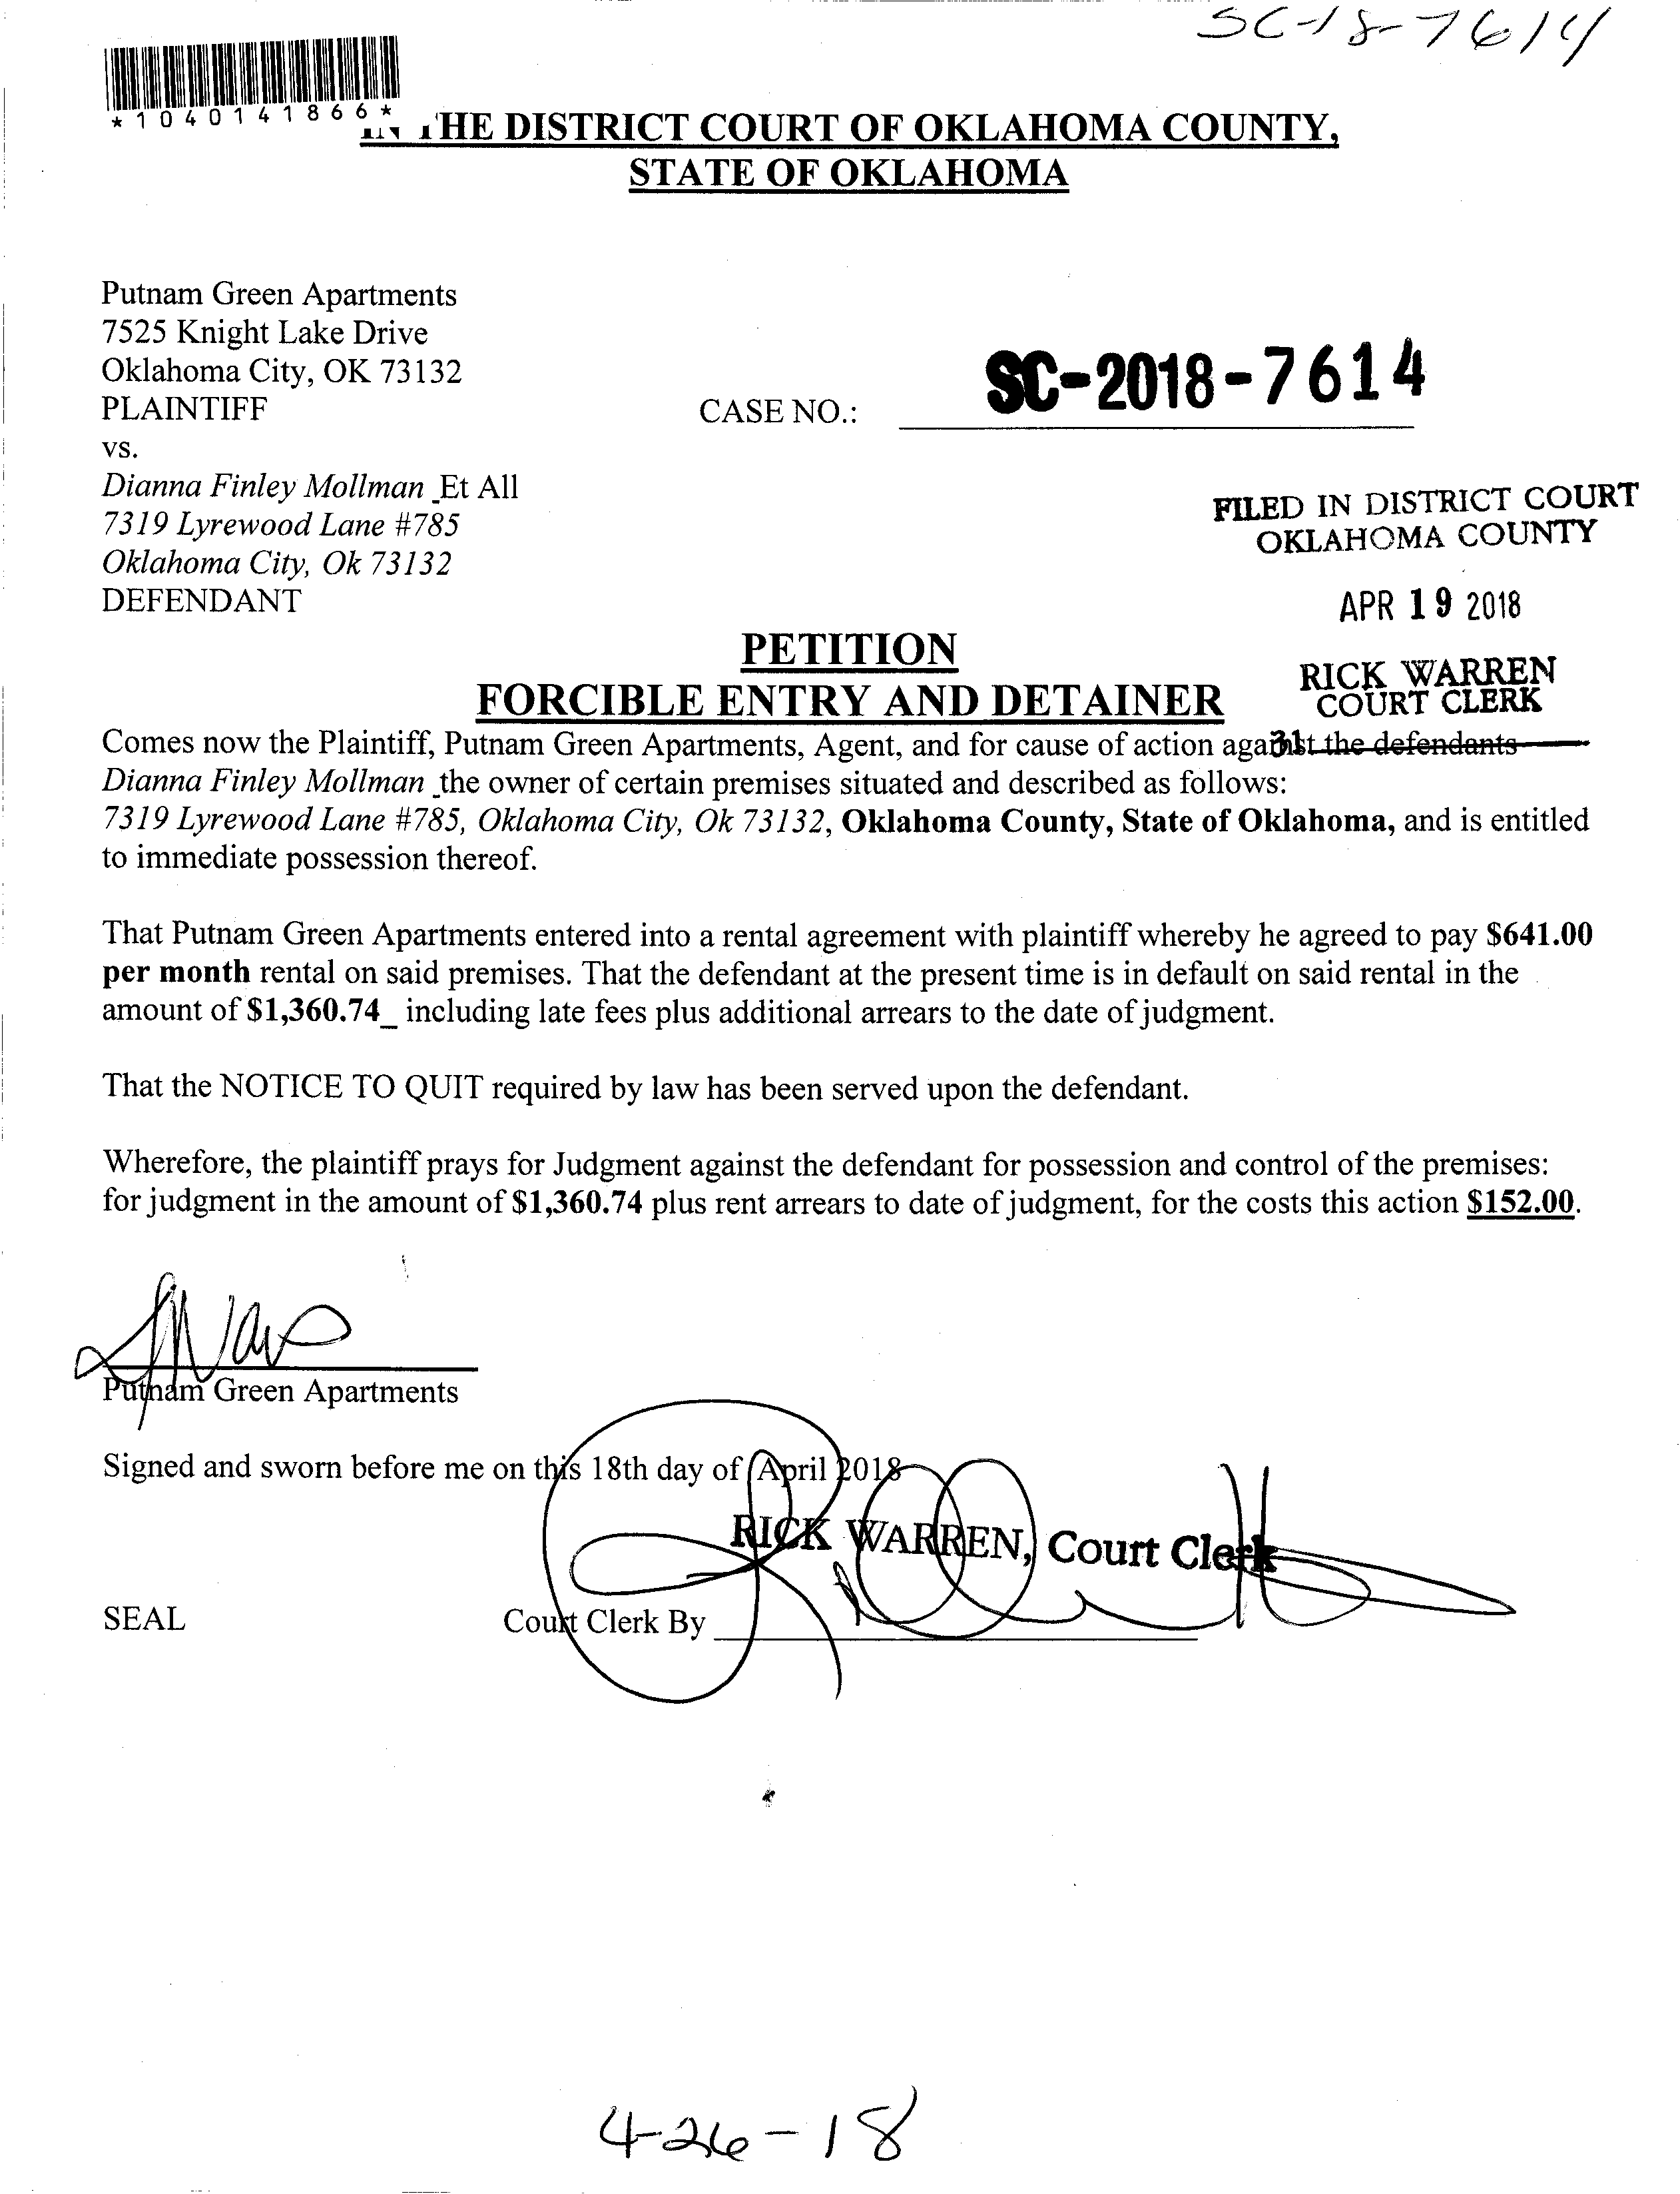 SC-18-7614
*1040141866*
IN THE DISTRICT COURT OF OKLAHOMA COUNTY,
STATE OF OKLAHOMA
Putnam Green Apartments
7525 Knight Lake Drive
Oklahoma City, OK 73132
PLAINTIFF
CASE NO.: SC-2018-7614
vs.
Dianna Finley Mollman _Et All
7319 Lyrewood Lane #785
Oklahoma City, Ok 73132
DEFENDANT
FILED IN DISTRICT COURT
OKLAHOMA COUNTY
APR 19 2018
RICK WARREN
COURT CLERK
31
PETITION
FORCIBLE ENTRY AND DETAINER
Comes now the Plaintiff, Putnam Green Apartments, Agent, and for cause of action against the defendants
Dianna Finley Mollman _the owner of certain premises situated and described as follows:
7319 Lyrewood Lane #785, Oklahoma City, Ok 73132, Oklahoma County, State of Oklahoma, and is entitled
to immediate possession thereof.
That Putnam Green Apartments entered into a rental agreement with plaintiff whereby he agreed to pay $641.00
per month rental on said premises. That the defendant at the present time is in default on said rental in the
amount of $1,360.74_ including late fees plus additional arrears to the date of judgment.
That the NOTICE TO QUIT required by law has been served upon the defendant.
Wherefore, the plaintiff prays for Judgment against the defendant for possession and control of the premises:
for judgment in the amount of $1,360.74 plus rent arrears to date of judgment, for the costs this action $152.00.
Putnam Green Apartments
Signed and sworn before me on this 18th day of April 2018
RICK WARREN, Court Clerk
SEAL
Court Clerk By
4-26-18